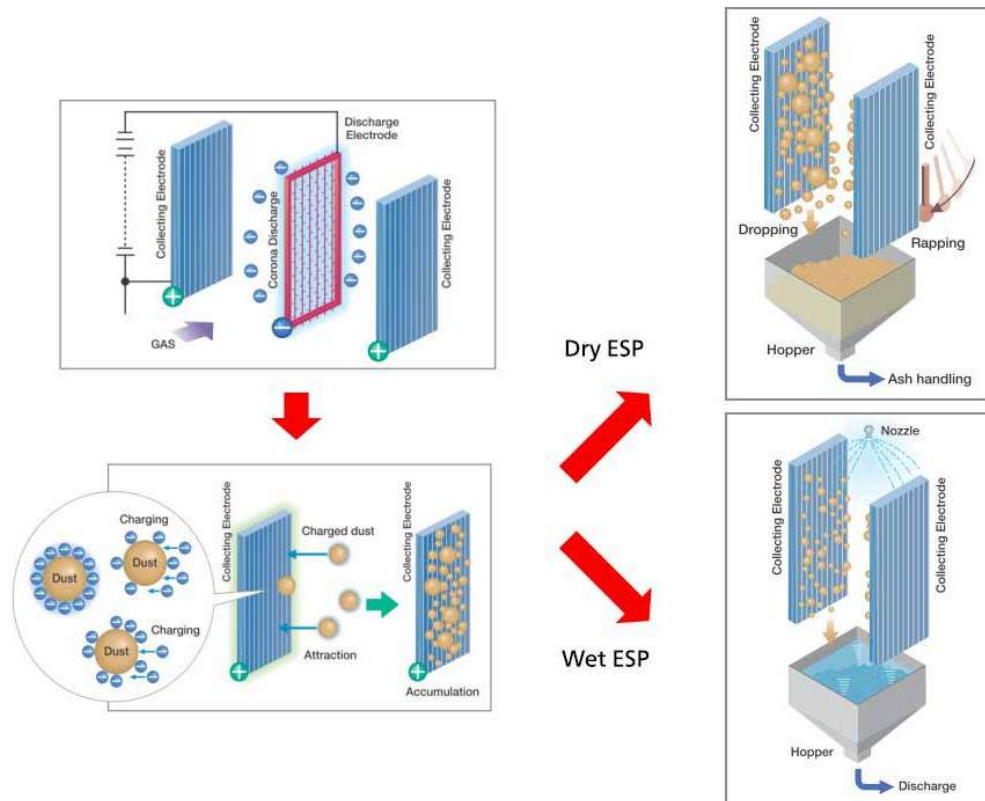 Discharge
Electrode
Collecting Electrode
Corona Discharge
Collecting Electrode
GAS
Charging
Dust
Dust
Charging
Dust
Collecting Electrode
Charged dust
Attraction
Accumulation
Collecting Electrode
Dry ESP
Collecting Electrode
Collecting Electrode
Dropping
Rapping
Hopper
Ash handling
Wet ESP
Nozzle
Collecting Electrode
Collecting Electrode
Hopper
Discharge